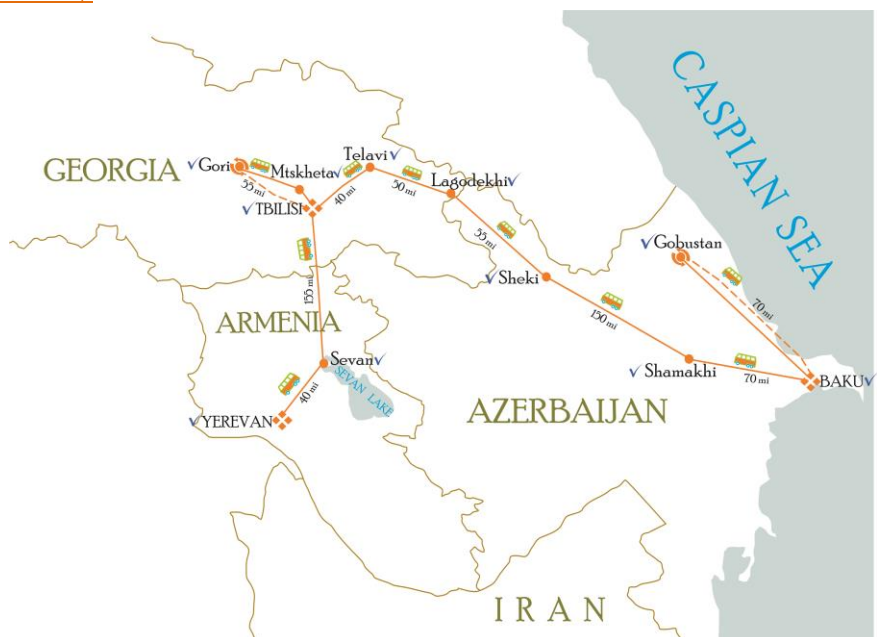 CASPIAN SEA
GEORGIA
Gori
Mtskheta
Telavi
55 mi
TBILISI
40 mi
50 mi
Lagodekhi
55 mi
Gobustan
Sheki
70 mi
155 mi
150 mi
ARMENIA
Sevan
SEVAN LAKE
40 mi
Shamakhi
70 mi
BAKU
YEREVAN
AZERBAIJAN
IRAN